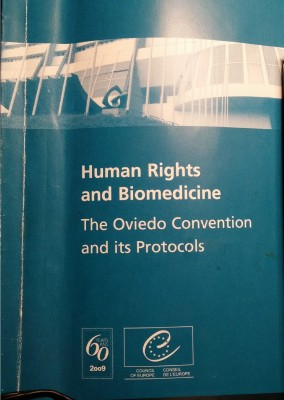 Human Rights
and Biomedicine
The Oviedo Convention
and its Protocols
60
2009
COUNCIL CONSEIL
OF EUROPE DE L'EUROPE